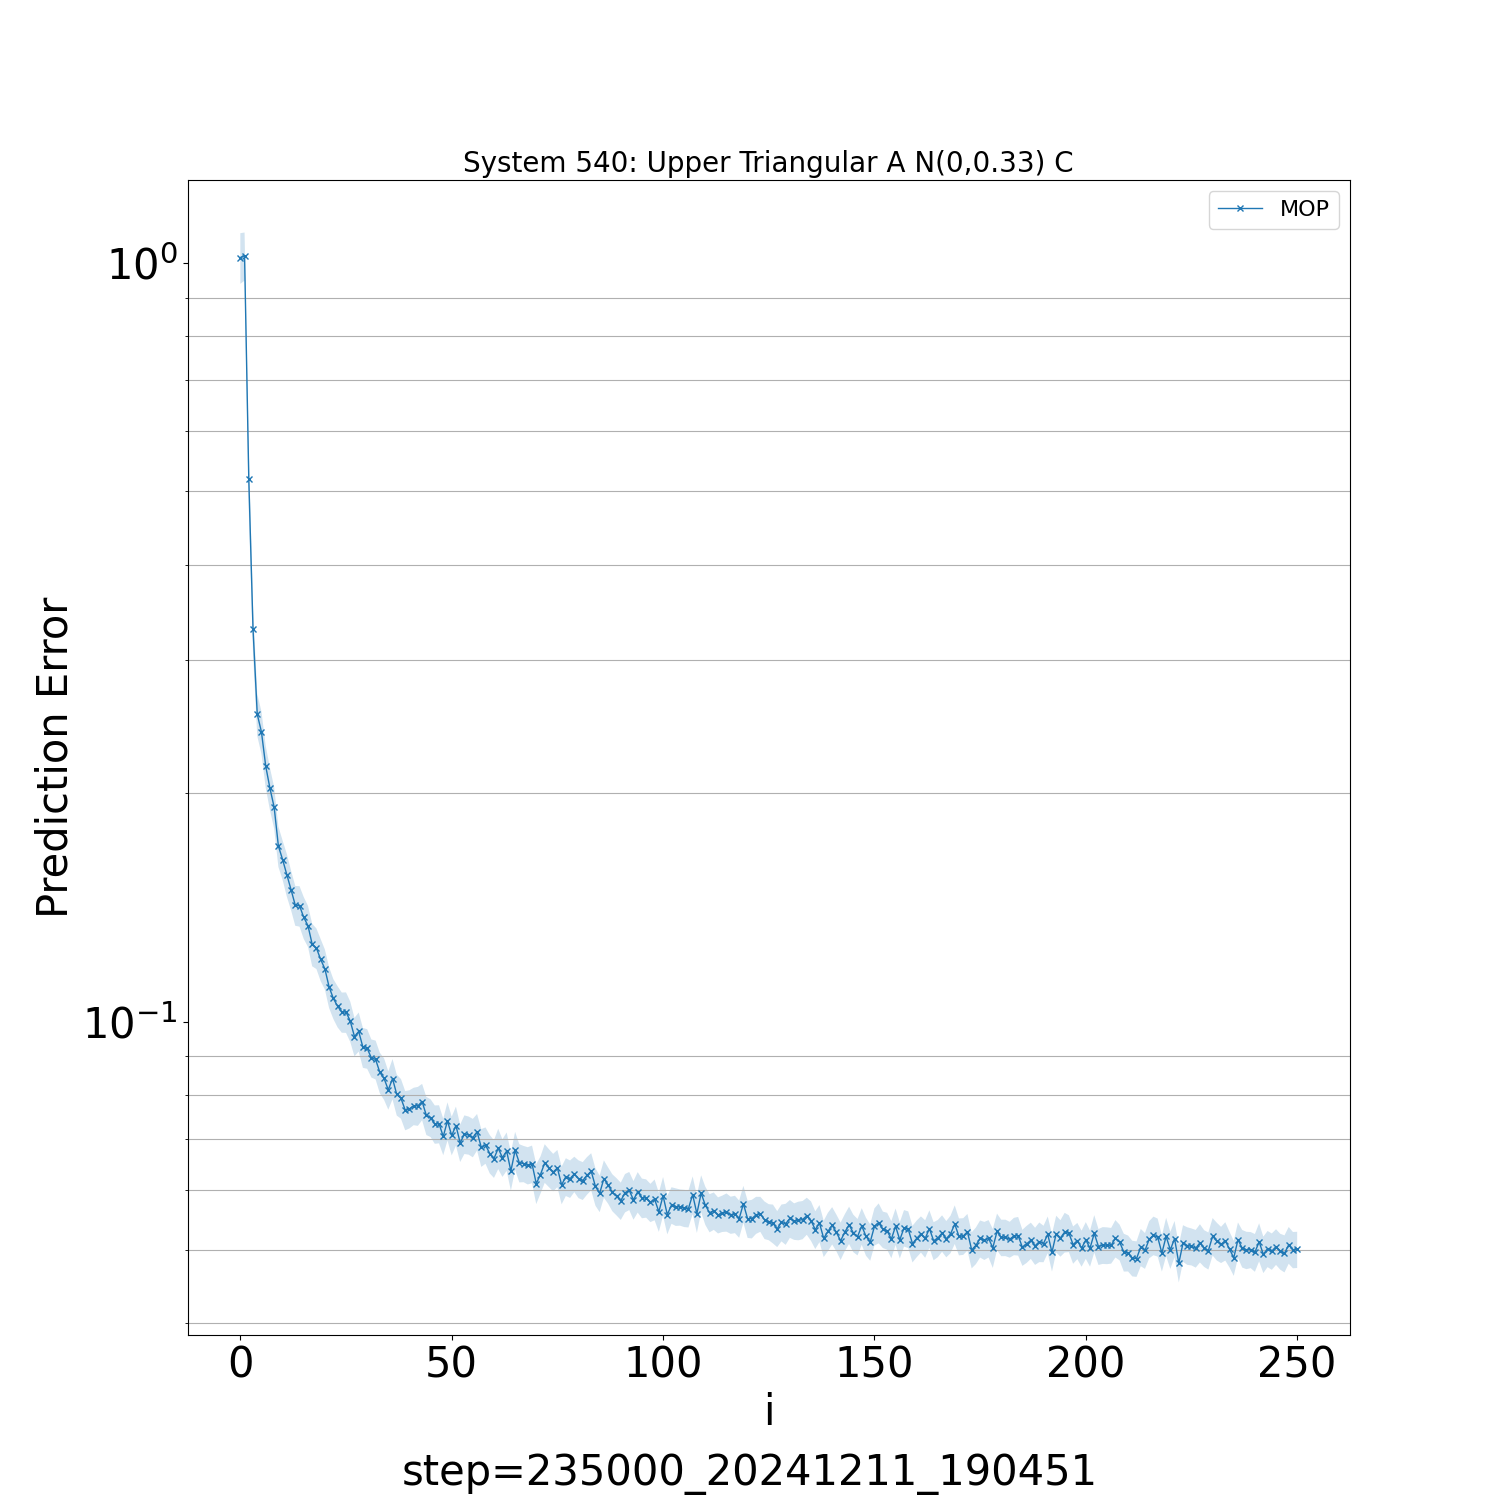 System 540: Upper Triangular A N(0,0.33) C
MOP
10⁰
10⁻¹
Prediction Error
0 50 100 150 200 250
i
step=235000_20241211_190451